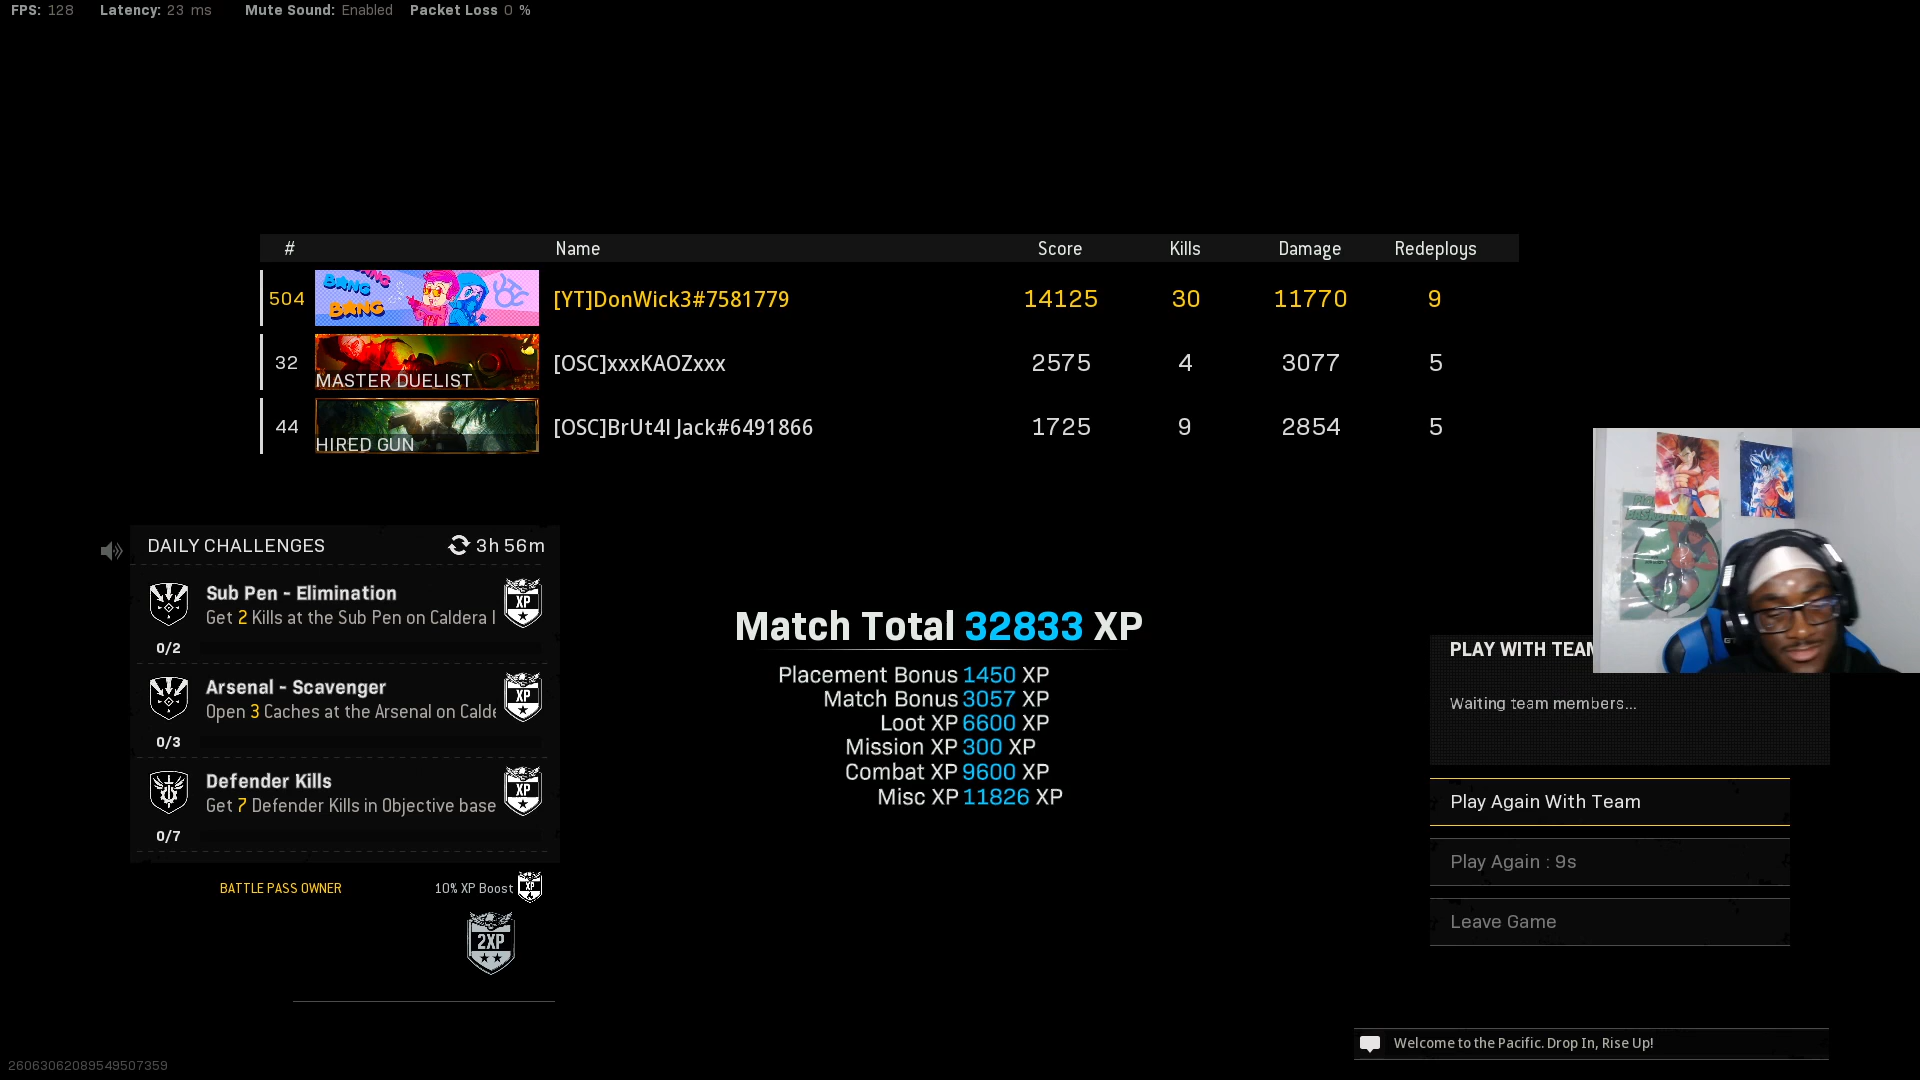 FPS: 128 Latency: 23 ms Mute Sound: Enabled Packet Loss 0 %
# Name Score Kills Damage Redeploys
BANG
BANG
504 [YT]DonWick3#7581779 14125 30 11770 9
32 [OSC]xxxKAOZxxx 2575 4 3077 5
MASTER DUELIST
44 [OSC]BrUt4l Jack#6491866 1725 9 2854 5
HIRED GUN
DAILY CHALLENGES 3h 56m
Sub Pen - Elimination
Get 2 Kills at the Sub Pen on Caldera
XP
0/2
Arsenal - Scavenger
Open 3 Caches at the Arsenal on Calde
XP
0/3
Defender Kills
Get 7 Defender Kills in Objective base
XP
0/7
BATTLE PASS OWNER 10% XP Boost XP
2XP
Match Total 32833 XP
Placement Bonus 1450 XP
Match Bonus 3057 XP
Loot XP 6600 XP
Mission XP 300 XP
Combat XP 9600 XP
Misc XP 11826 XP
PLAY WITH TEAM
Waiting team members...
Play Again With Team
Play Again : 9s
Leave Game
Welcome to the Pacific. Drop In, Rise Up!
26063062089549507359